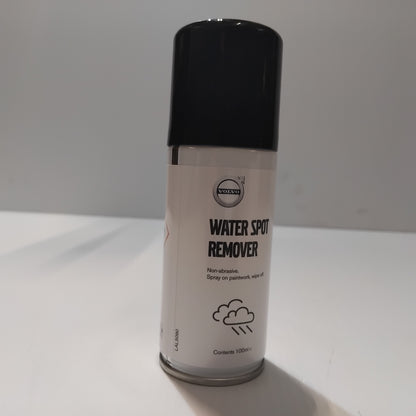 VOLVO
WATER SPOT
REMOVER
Non-abrasive.
Spray on paintwork, wipe off.
Contents 100ml e